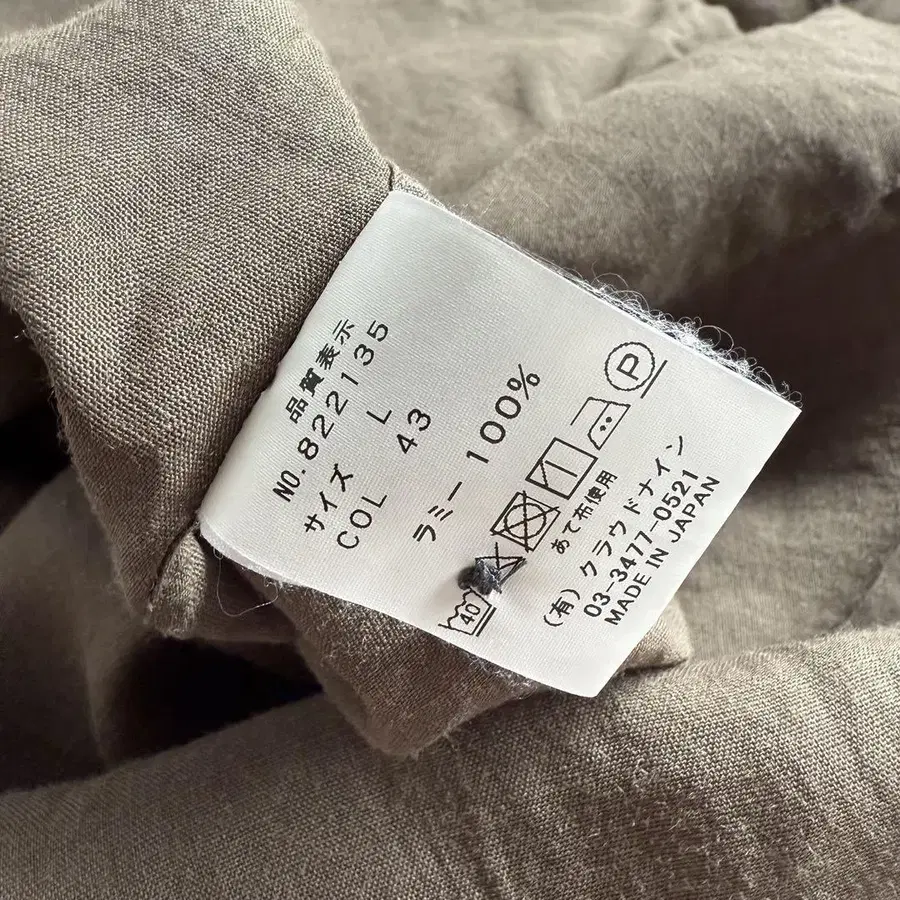 品質表示
NO.822135
サイズ L
COL 43
ラミー 100%
40
P
あて布使用
(有) クラウドナイン
03-3477-0521
MADE IN JAPAN